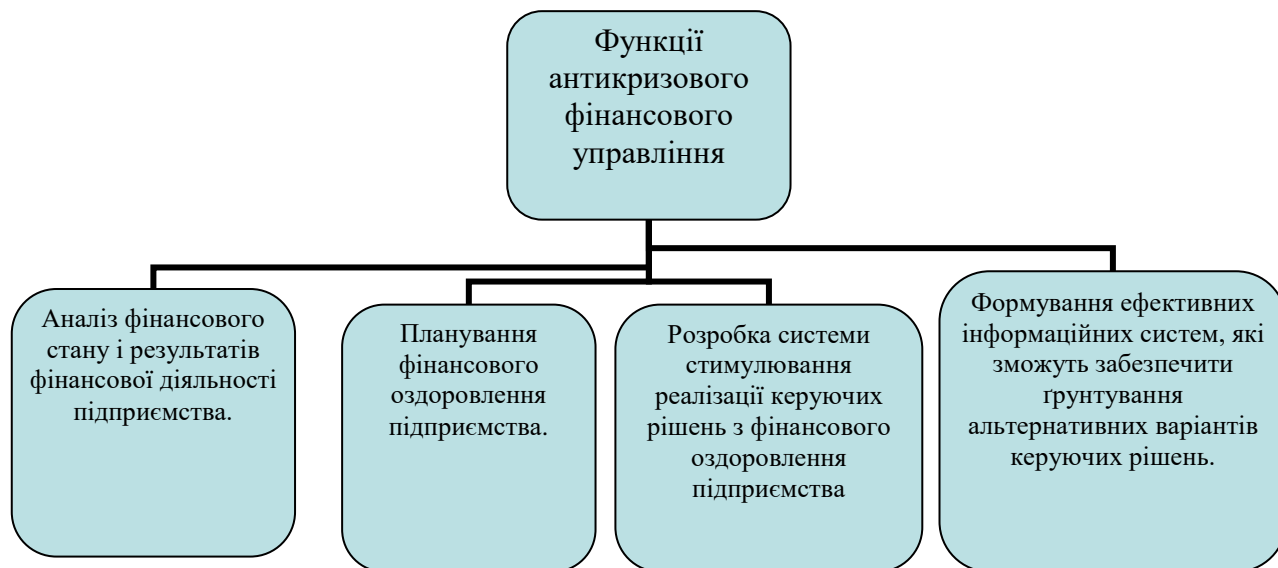 Функції
антикризового
фінансового
управління
Аналіз фінансового
стану і результатів
фінансової діяльності
підприємства.
Планування
фінансового
оздоровлення
підприємства.
Розробка системи
стимулювання
реалізації керуючих
рішень з фінансового
оздоровлення
підприємства
Формування ефективних
інформаційних систем, які
зможуть забезпечити
ґрунтування
альтернативних варіантів
керуючих рішень.